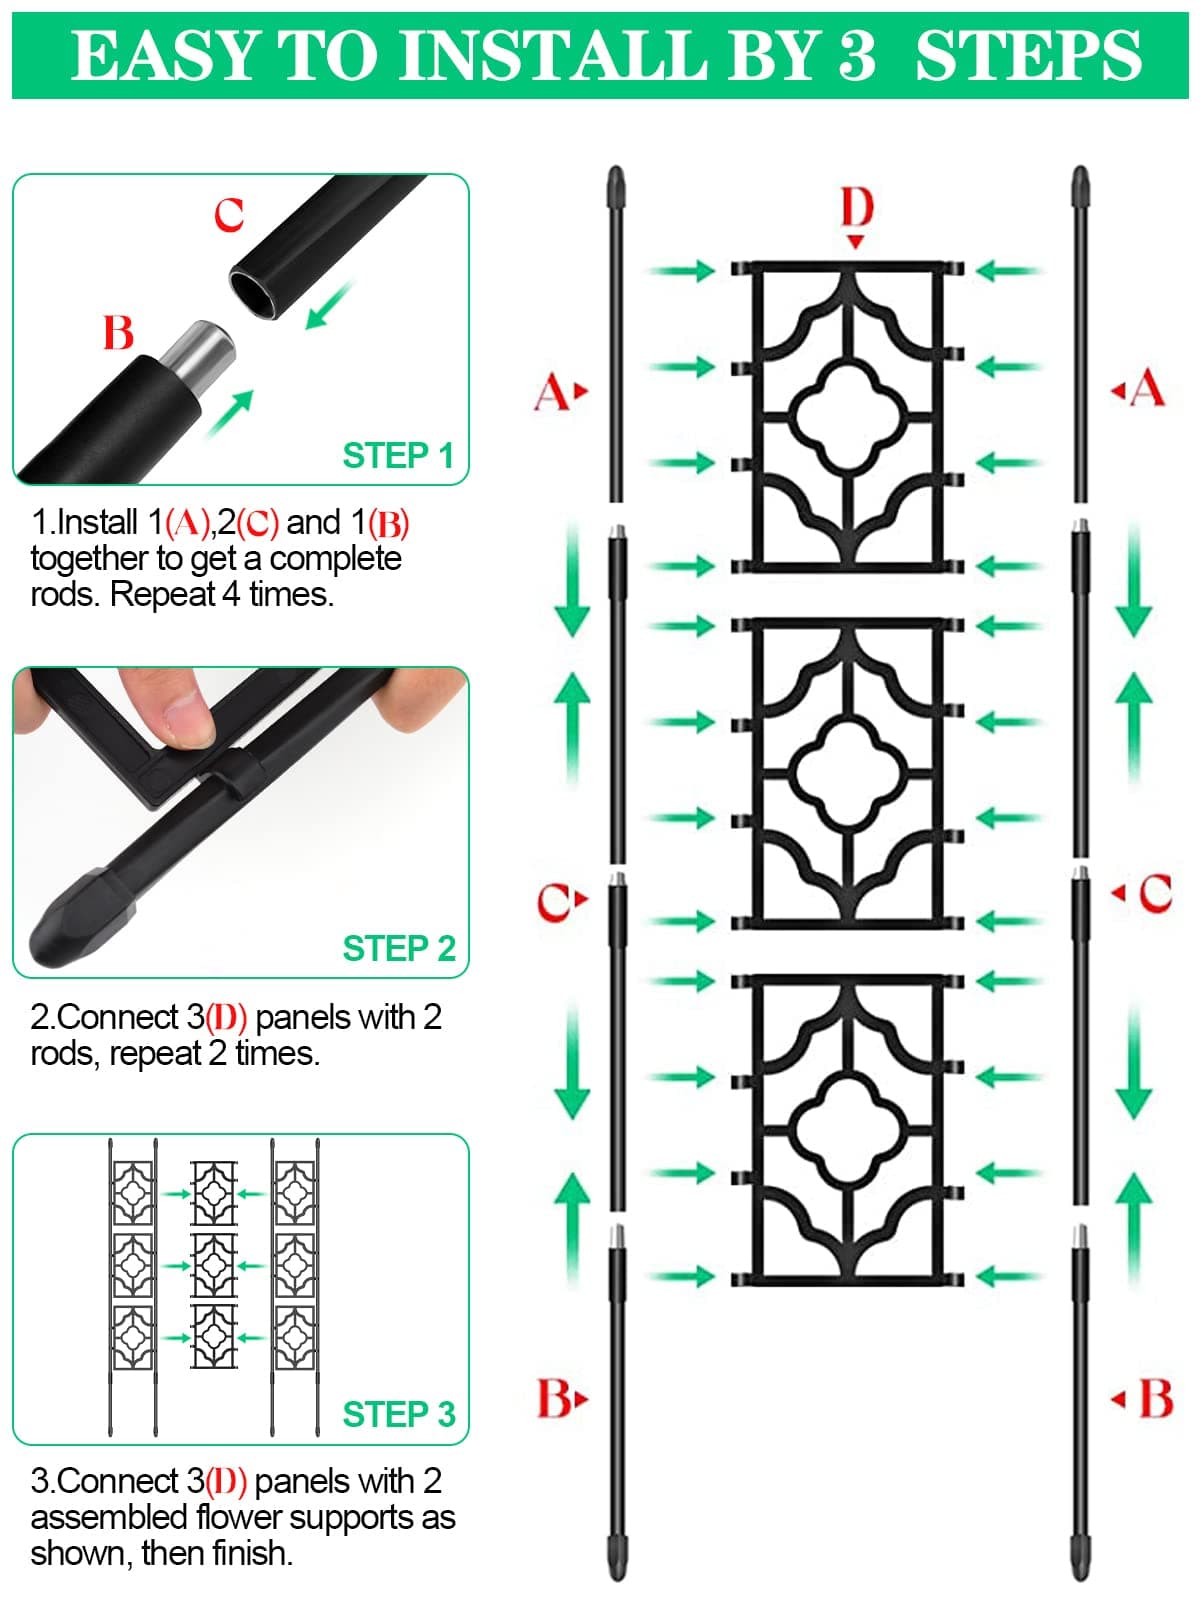 EASY TO INSTALL BY 3 STEPS
C
B
STEP 1
1.Install 1(A),2(C) and 1(B)
together to get a complete
rods. Repeat 4 times.
STEP 2
2.Connect 3(D) panels with 2
rods, repeat 2 times.
STEP 3
3.Connect 3(D) panels with 2
assembled flower supports as
shown, then finish.
D
A
A
C
C
B
B